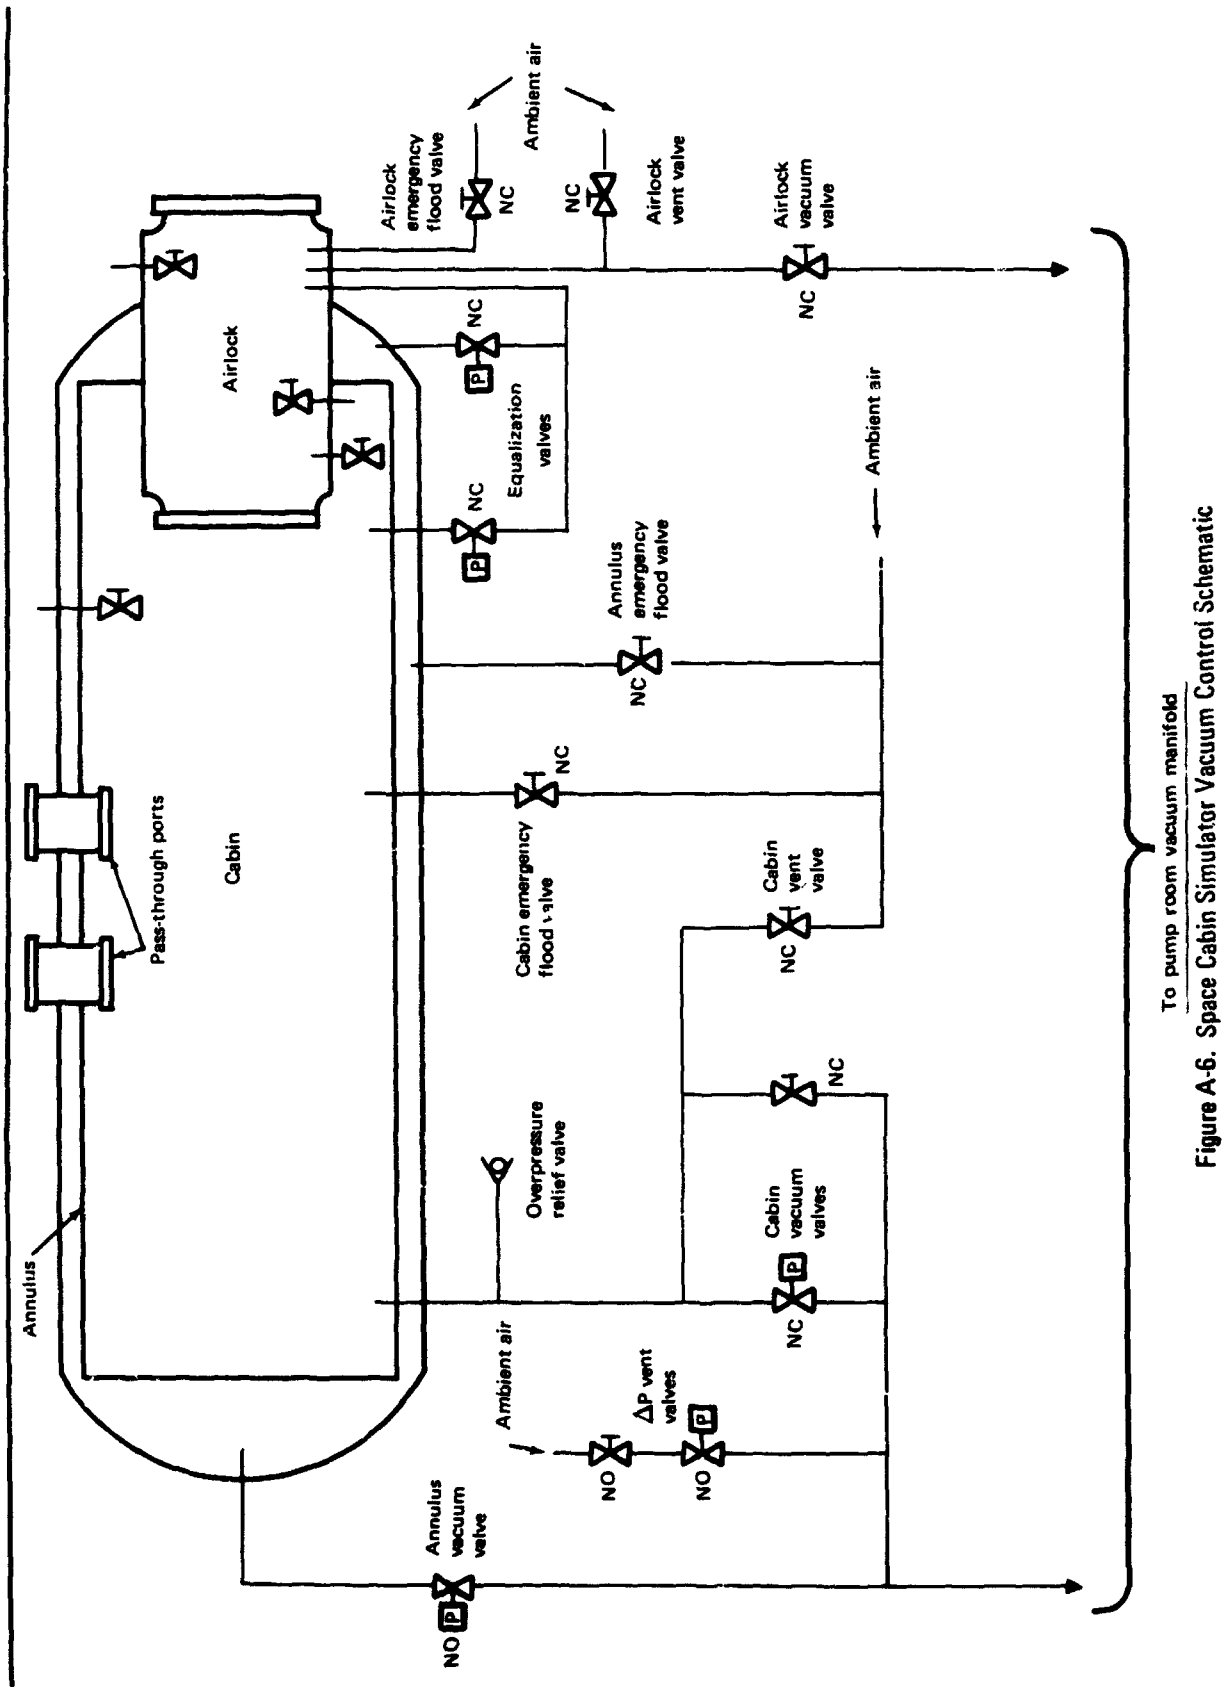 Annulus
Pass-through ports
Cabin
Airlock
Annulus
vacuum
valve
NO
P
Ambient air
ΔP vent
valves
NO
NO
P
Overpressure
relief valve
Cabin
vacuum
valves
NC
P
NC
Cabin
vent
valve
NC
Cabin emergency
flood valve
NC
Annulus
emergency
flood valve
NC
Ambient air
Equalization
valves
NC
P
NC
P
Airlock
emergency
flood valve
NC
Ambient air
Airlock
vent valve
NC
Airlock
vacuum
valve
NC
To pump room vacuum manifold
Figure A-6. Space Cabin Simulator Vacuum Control Schematic